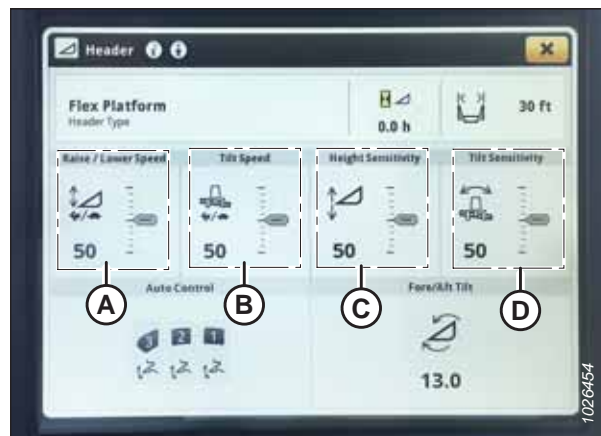 Header
Flex Platform
Header Type
0.0 h
30 ft
Raise / Lower Speed
Tilt Speed
Height Sensitivity
Tilt Sensitivity
50
50
50
50
A
B
C
D
Auto Control
Fore/Aft Tilt
3 2 1
13.0
1026454